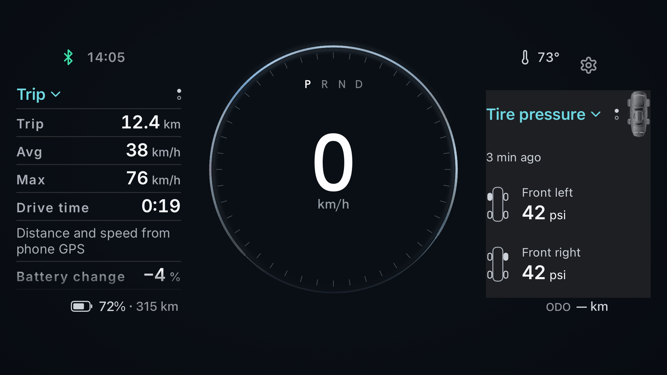 14:05
Trip
Trip 12.4 km
Avg 38 km/h
Max 76 km/h
Drive time 0:19
Distance and speed from
phone GPS
Battery change −4 %
72% · 315 km
P R N D
0
km/h
73°
Tire pressure
3 min ago
Front left
42 psi
Front right
42 psi
ODO — km